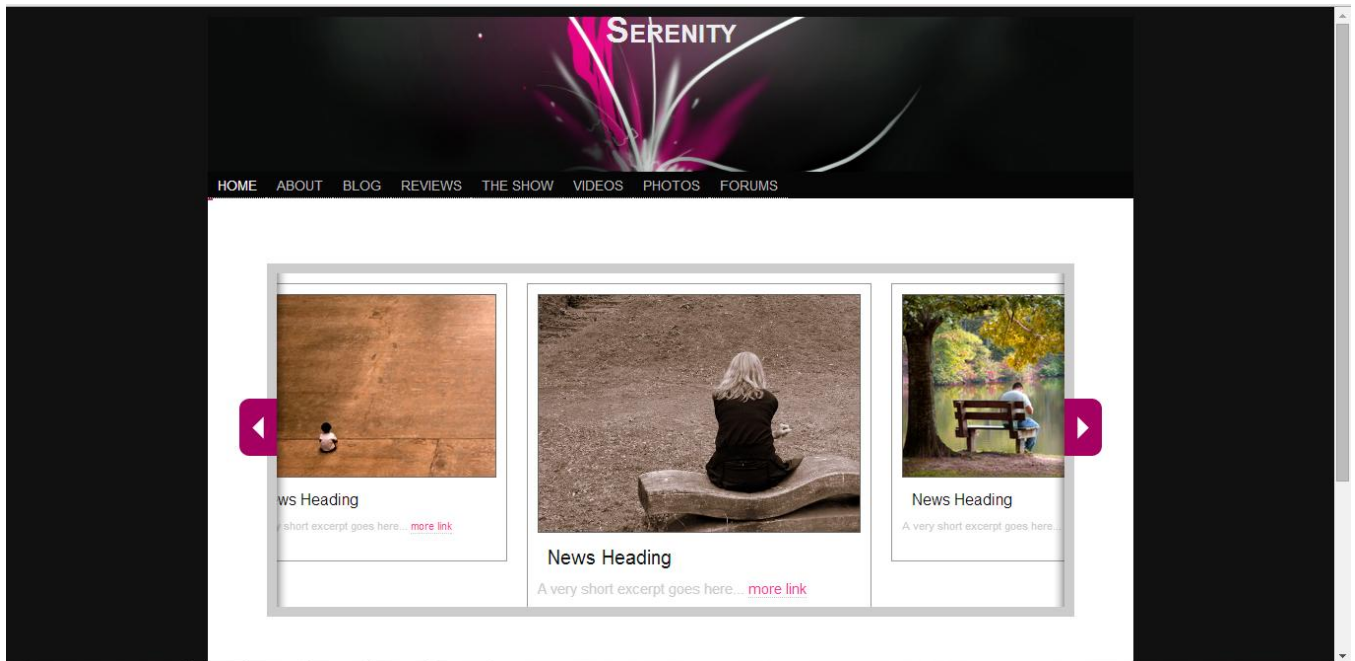 SERENITY
HOME ABOUT BLOG REVIEWS THE SHOW VIDEOS PHOTOS FORUMS
ws Heading
short excerpt goes here... more link
News Heading
A very short excerpt goes here... more link
News Heading
A very short excerpt goes here...